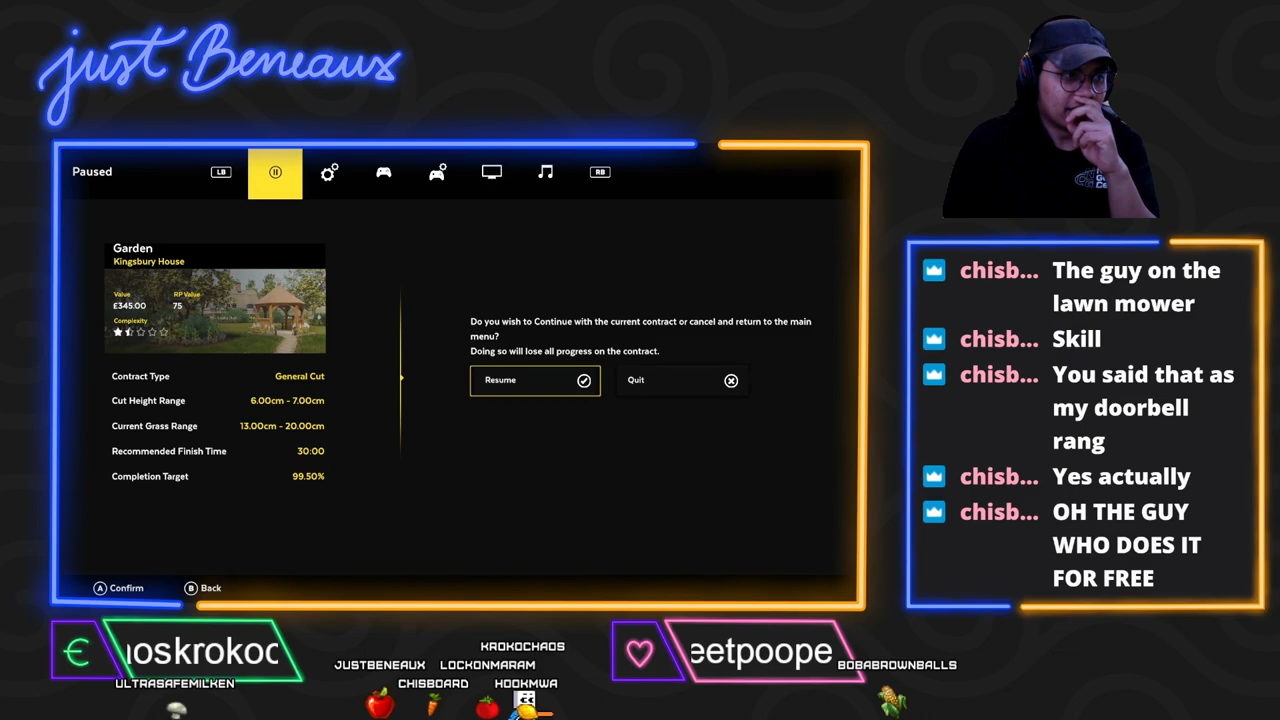 just Beneaux
Paused
LB
RB
Garden
Kingsbury House
Value
RP Value
£345.00
75
Complexity
Contract Type
General Cut
Cut Height Range
6.00cm - 7.00cm
Current Grass Range
13.00cm - 20.00cm
Recommended Finish Time
30:00
Completion Target
99.50%
Do you wish to Continue with the current contract or cancel and return to the main
menu?
Doing so will lose all progress on the contract.
Resume
Quit
A Confirm
B Back
chisb... The guy on the
lawn mower
chisb... Skill
chisb... You said that as
my doorbell
rang
chisb... Yes actually
chisb... OH THE GUY
WHO DOES IT
FOR FREE
€
noskrokoc
eetpoope
KROKOCHAOS
JUSTBENEAUX
LOCKONMARAM
BOBABROWNBALLS
ULTRASAFEMILKEN
CHISBOARD
HOOKMWA